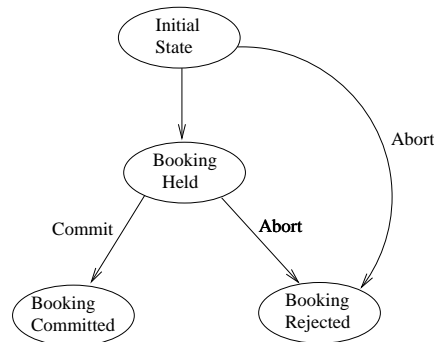 Initial
State
Abort
Booking
Held
Commit
Abort
Booking
Committed
Booking
Rejected